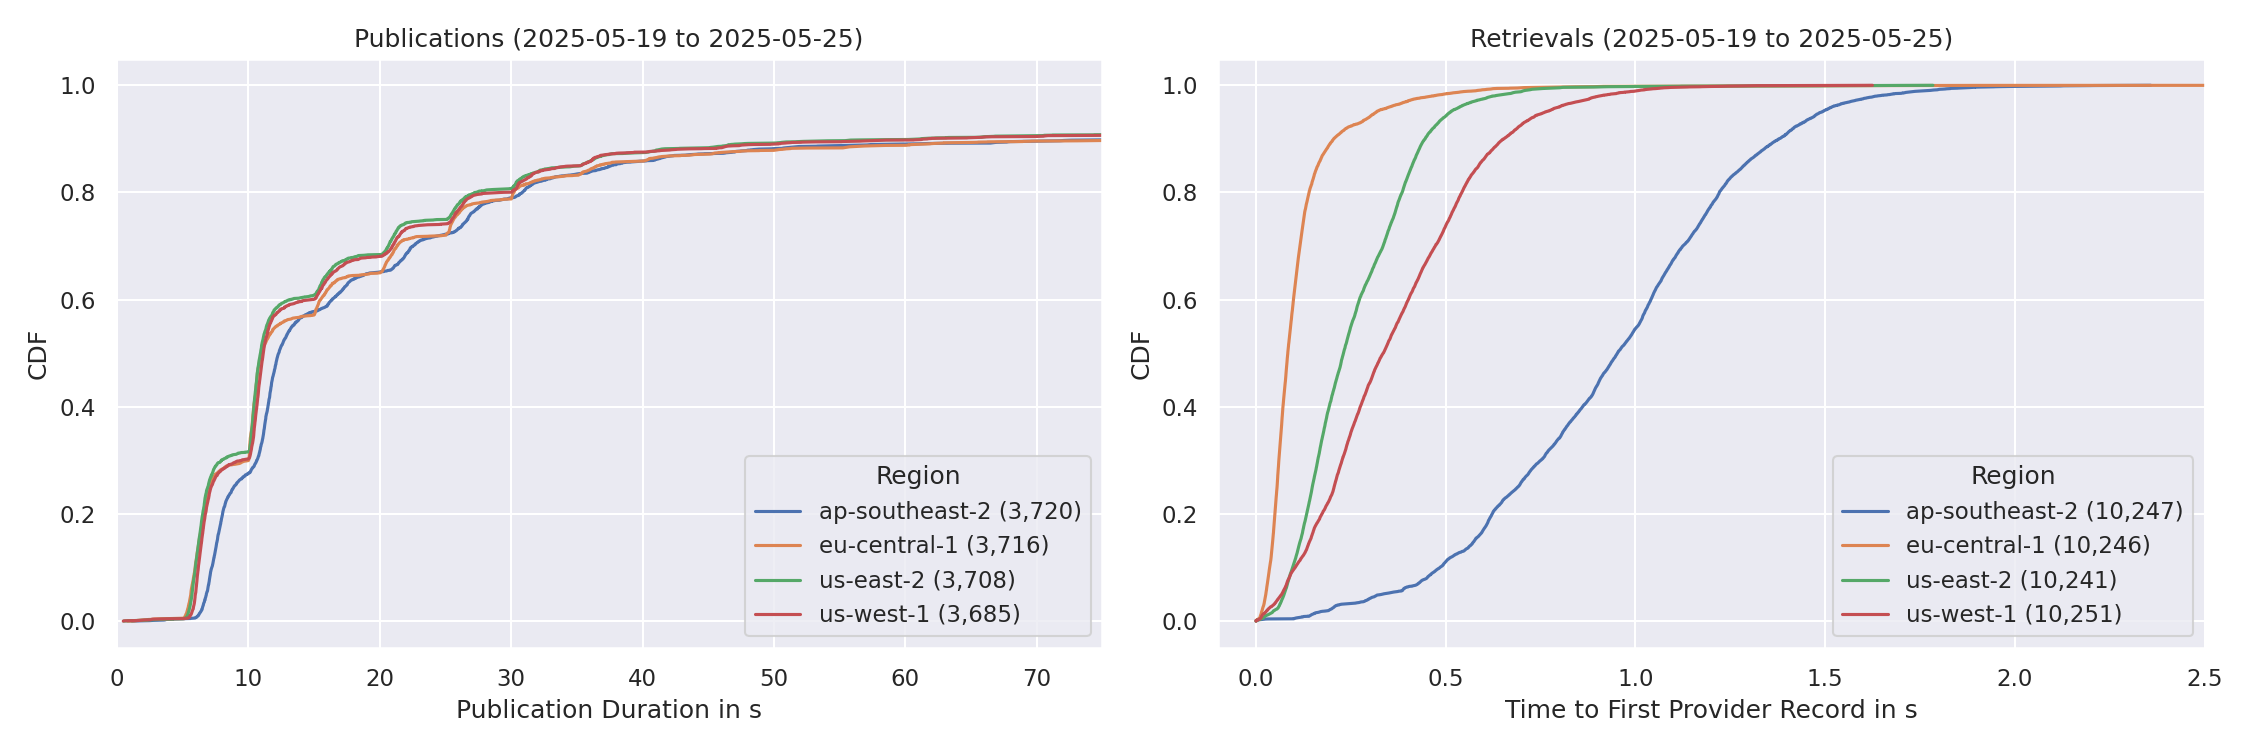 Publications (2025-05-19 to 2025-05-25)
1.0
0.8
0.6
0.4
0.2
0.0
CDF
0 10 20 30 40 50 60 70
Publication Duration in s
Region
ap-southeast-2 (3,720)
eu-central-1 (3,716)
us-east-2 (3,708)
us-west-1 (3,685)
Retrievals (2025-05-19 to 2025-05-25)
1.0
0.8
0.6
0.4
0.2
0.0
CDF
0.0 0.5 1.0 1.5 2.0 2.5
Time to First Provider Record in s
Region
ap-southeast-2 (10,247)
eu-central-1 (10,246)
us-east-2 (10,241)
us-west-1 (10,251)